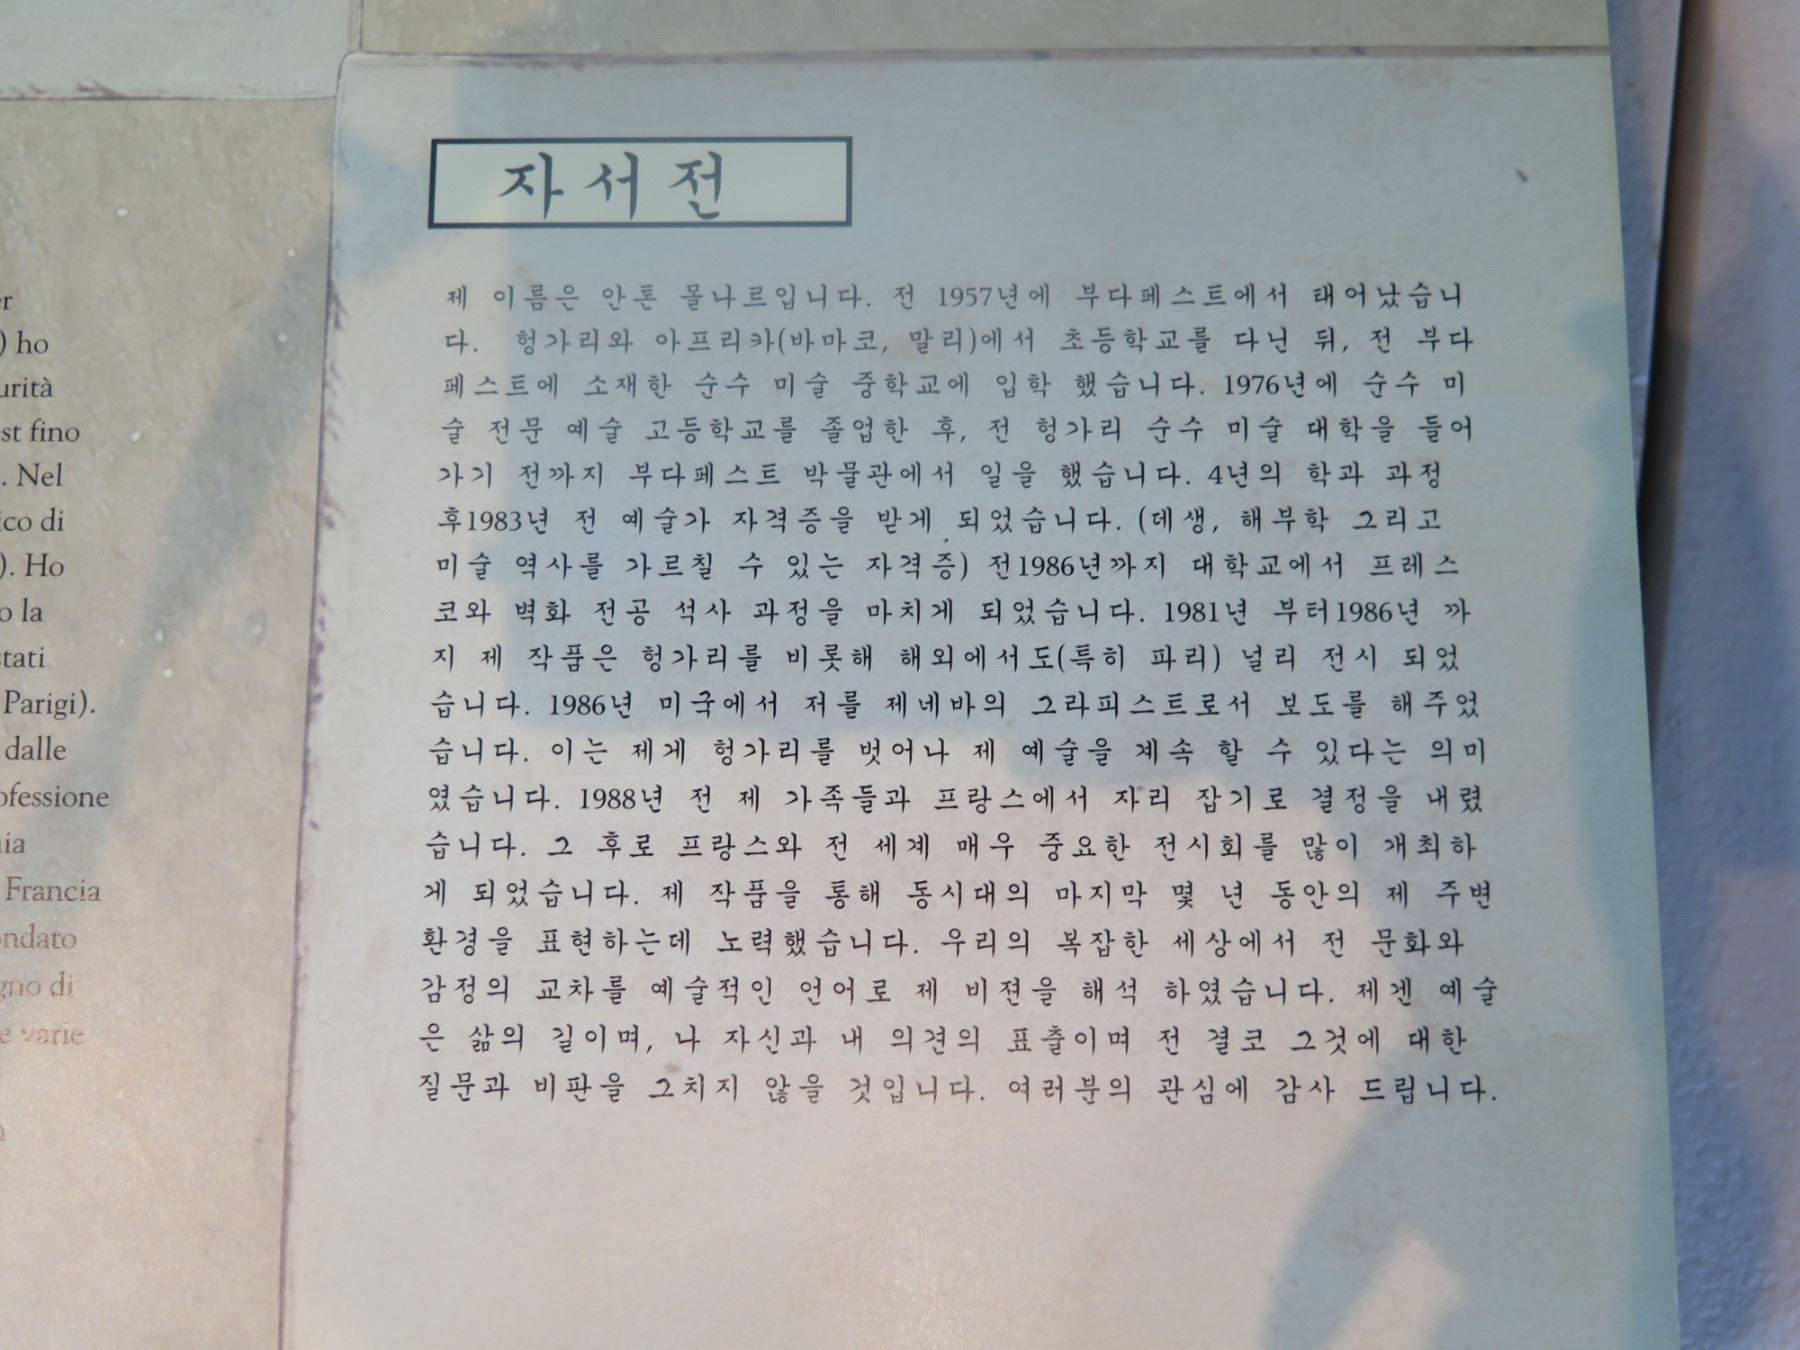 er
) ho
urità
st fino
. Nel
ico di
). Ho
o la
stati
Parigi).
dalle
ofessione
nia
Francia
ondato
gno di
e varie
자서전
제 이름은 안톤 몰나르입니다. 전 1957년에 부다페스트에서 태어났습니
다. 헝가리와 아프리카(바마코, 말리)에서 초등학교를 다닌 뒤, 전 부다
페스트에 소재한 순수 미술 중학교에 입학 했습니다. 1976년에 순수 미
술 전문 예술 고등학교를 졸업한 후, 전 헝가리 순수 미술 대학을 들어
가기 전까지 부다페스트 박물관에서 일을 했습니다. 4년의 학과 과정
후1983년 전 예술가 자격증을 받게 되었습니다. (데생, 해부학 그리고
미술 역사를 가르칠 수 있는 자격증) 전1986년까지 대학교에서 프레스
코와 벽화 전공 석사 과정을 마치게 되었습니다. 1981년 부터1986년 까
지 제 작품은 헝가리를 비롯해 해외에서도(특히 파리) 널리 전시 되었
습니다. 1986년 미국에서 저를 제네바의 그라피스트로서 보도를 해주었
습니다. 이는 제게 헝가리를 벗어나 제 예술을 계속 할 수 있다는 의미
였습니다. 1988년 전 제 가족들과 프랑스에서 자리 잡기로 결정을 내렸
습니다. 그 후로 프랑스와 전 세계 매우 중요한 전시회를 많이 개최하
게 되었습니다. 제 작품을 통해 동시대의 마지막 몇 년 동안의 제 주변
환경을 표현하는데 노력했습니다. 우리의 복잡한 세상에서 전 문화와
감정의 교차를 예술적인 언어로 제 비젼을 해석 하였습니다. 제겐 예술
은 삶의 길이며, 나 자신과 내 의견의 표출이며 전 결코 그것에 대한
질문과 비판을 그치지 않을 것입니다. 여러분의 관심에 감사 드립니다.